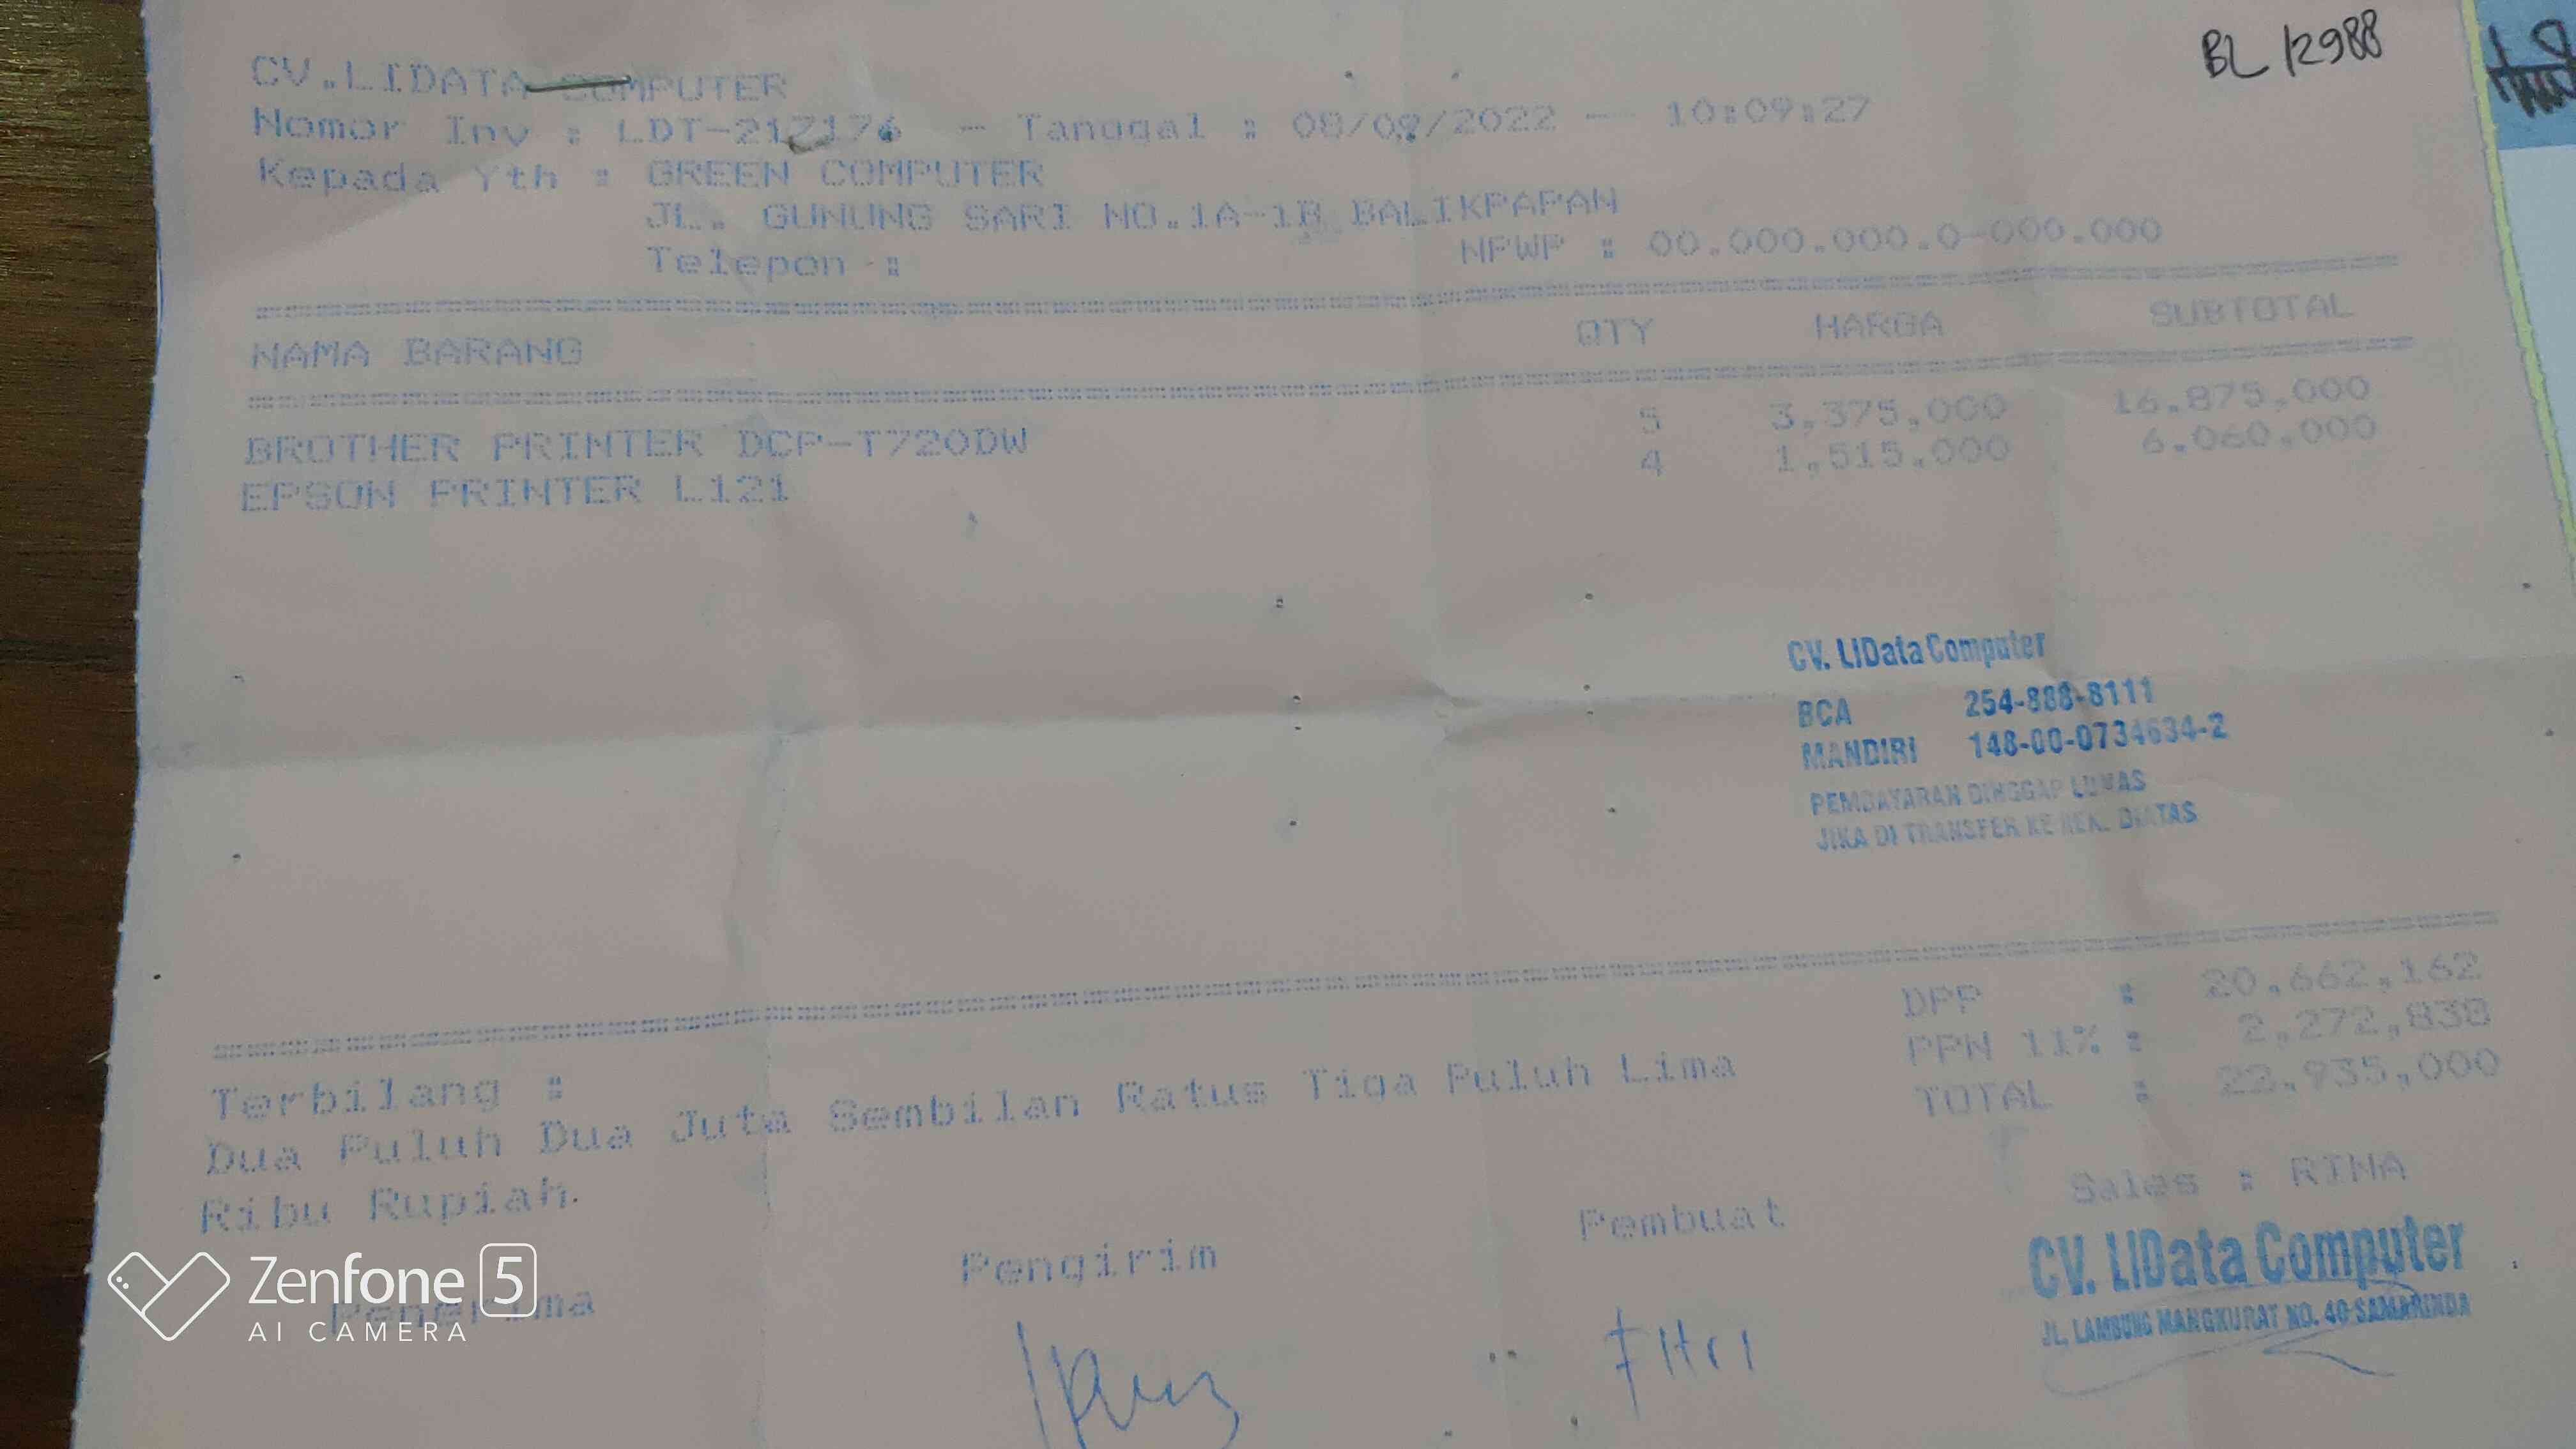 BL/2988
CV.LIDATA COMPUTER
Nomor Inv : LDT-217176 - Tanggal : 08/09/2022 -- 10:09:27
Kepada Yth : GREEN COMPUTER
JL. GUNUNG SARI NO.1A-1B BALIKPAPAN
Telepon : NPWP : 00.000.000.0-000.000
NAMA BARANG QTY HARGA SUBTOTAL
BROTHER PRINTER DCP-T720DW 5 3,375,000 16,875,000
EPSON PRINTER L121 4 1,515,000 6,060,000
CV. LIData Computer
BCA 254-888-8111
MANDIRI 148-00-0734634-2
PEMBAYARAN DINGGAP LUNAS
JIKA DI TRANSFER KE REK. DIATAS
DPP : 20,662,162
PPN 11% : 2,272,838
TOTAL : 22,935,000
Terbilang :
Dua Puluh Dua Juta Sembilan Ratus Tiga Puluh Lima
Ribu Rupiah.
Sales : RINA
Penerima Pengirim Pembuat
CV. LIData Computer
JL. LAMBUNG MANGKURAT NO. 40 SAMARINDA
Fitri
Zenfone 5
AI CAMERA